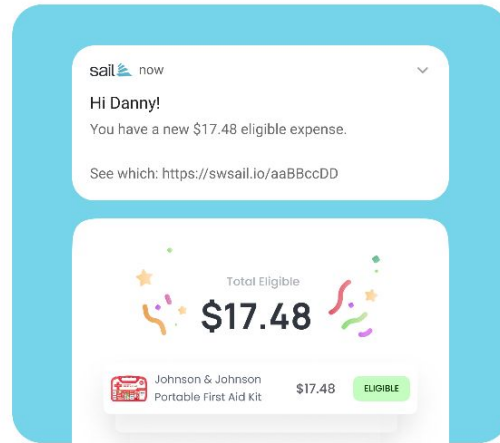 sail now
Hi Danny!
You have a new $17.48 eligible expense.
See which: https://swsail.io/aaBBccDD
Total Eligible
$17.48
Johnson & Johnson
Portable First Aid Kit
$17.48
ELIGIBLE